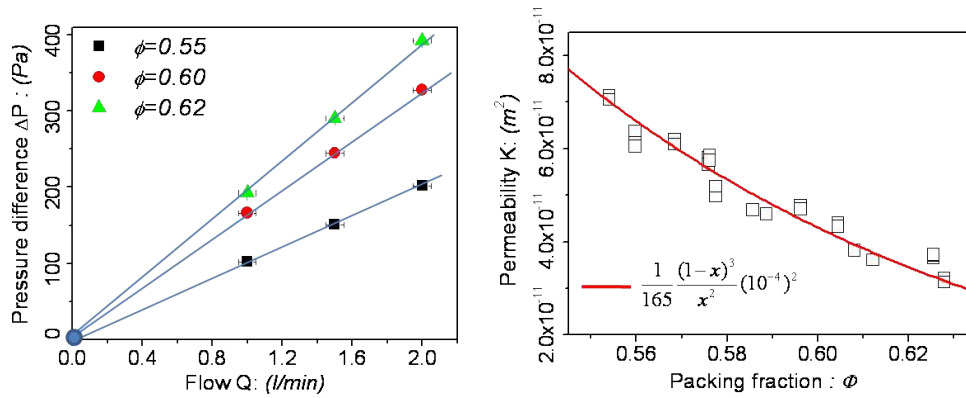 Pressure difference ΔP : (Pa)
400
300
200
100
0
ϕ=0.55
ϕ=0.60
ϕ=0.62
0.0 0.4 0.8 1.2 1.6 2.0
Flow Q: (l/min)
Permeability K: (m²)
8.0x10⁻¹¹
6.0x10⁻¹¹
4.0x10⁻¹¹
2.0x10⁻¹¹
1/165 (1−x)³/x² (10⁻⁴)²
0.56 0.58 0.60 0.62
Packing fraction : Φ